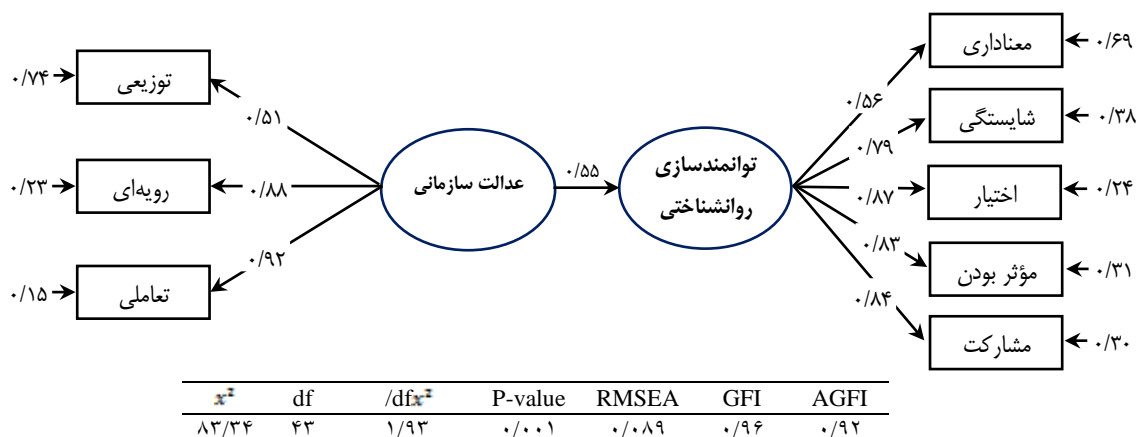 معناداری
۰/۶۹
توزیعی
۰/۷۴
۰/۵۱
۰/۵۶
شایستگی
۰/۳۸
۰/۷۹
رویه‌ای
۰/۲۳
۰/۸۸
عدالت سازمانی
۰/۵۵
توانمندسازی
روانشناختی
۰/۸۷
اختیار
۰/۲۴
۰/۹۲
۰/۸۳
مؤثر بودن
۰/۳۱
تعاملی
۰/۱۵
۰/۸۴
مشارکت
۰/۳۰
x² df /dfx² P-value RMSEA GFI AGFI
۸۳/۳۴ ۴۳ ۱/۹۳ ۰/۰۰۱ ۰/۰۸۹ ۰/۹۶ ۰/۹۲